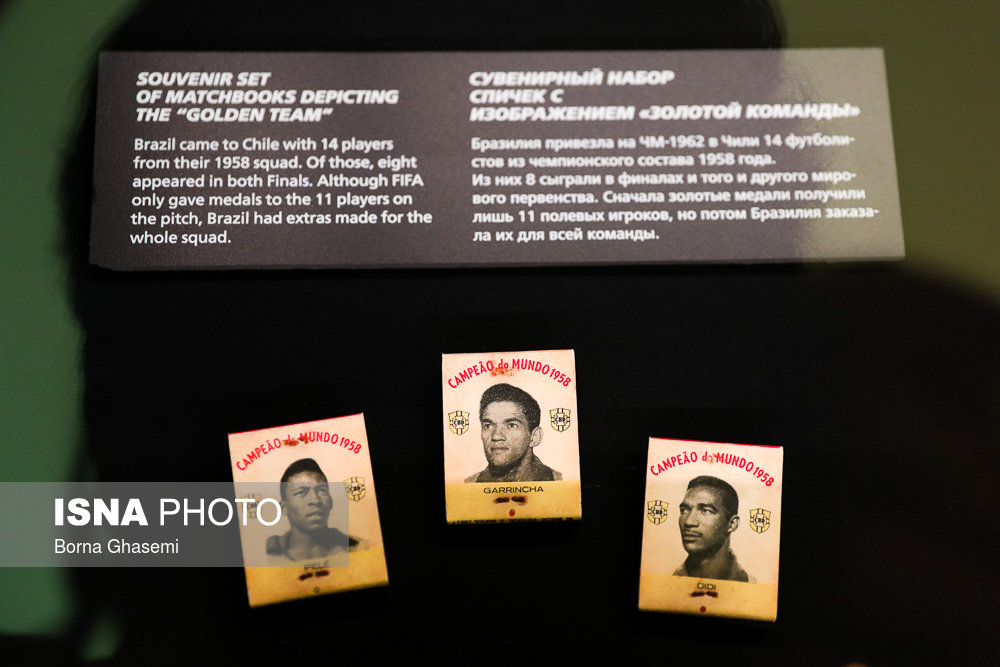 SOUVENIR SET
OF MATCHBOOKS DEPICTING
THE “GOLDEN TEAM”
Brazil came to Chile with 14 players
from their 1958 squad. Of those, eight
appeared in both Finals. Although FIFA
only gave medals to the 11 players on
the pitch, Brazil had extras made for the
whole squad.
СУВЕНИРНЫЙ НАБОР
СПИЧЕК С
ИЗОБРАЖЕНИЕМ «ЗОЛОТОЙ КОМАНДЫ»
Бразилия привезла на ЧМ-1962 в Чили 14 футболи-
стов из чемпионского состава 1958 года.
Из них 8 сыграли в финалах и того и другого миро-
вого первенства. Сначала золотые медали получили
лишь 11 полевых игроков, но потом Бразилия заказа-
ла их для всей команды.
CAMPEÃO do MUNDO 1958
CBD
PELÉ
CAMPEÃO do MUNDO 1958
CBD
CBD
GARRINCHA
CAMPEÃO do MUNDO 1958
CBD
CBD
DIDI
ISNA PHOTO
Borna Ghasemi